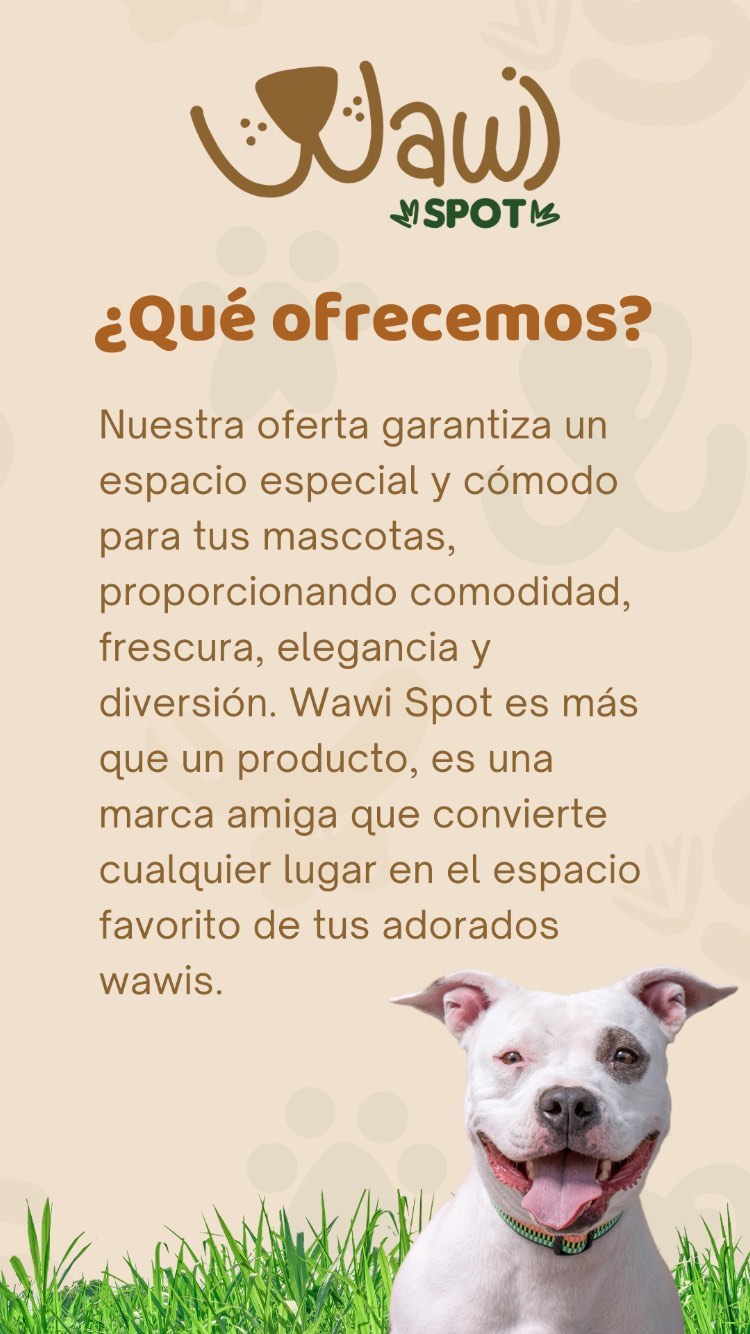 Wawi
SPOT
¿Qué ofrecemos?
Nuestra oferta garantiza un
espacio especial y cómodo
para tus mascotas,
proporcionando comodidad,
frescura, elegancia y
diversión. Wawi Spot es más
que un producto, es una
marca amiga que convierte
cualquier lugar en el espacio
favorito de tus adorados
wawis.